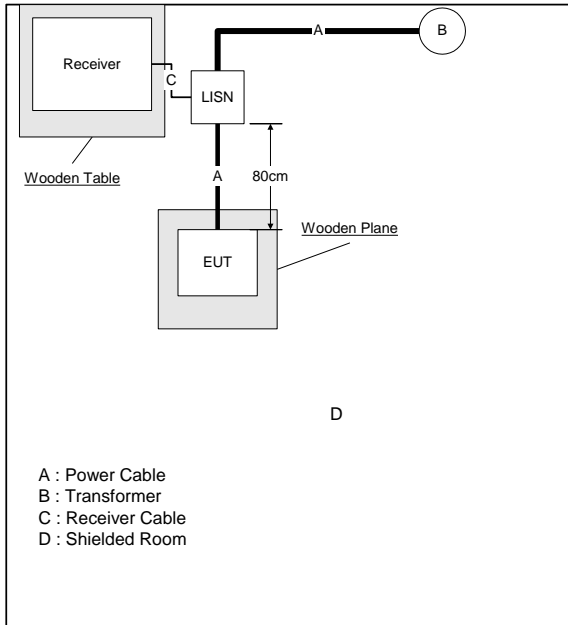 A
B
Receiver
C
LISN
Wooden Table
A
80cm
Wooden Plane
EUT
D
A : Power Cable
B : Transformer
C : Receiver Cable
D : Shielded Room